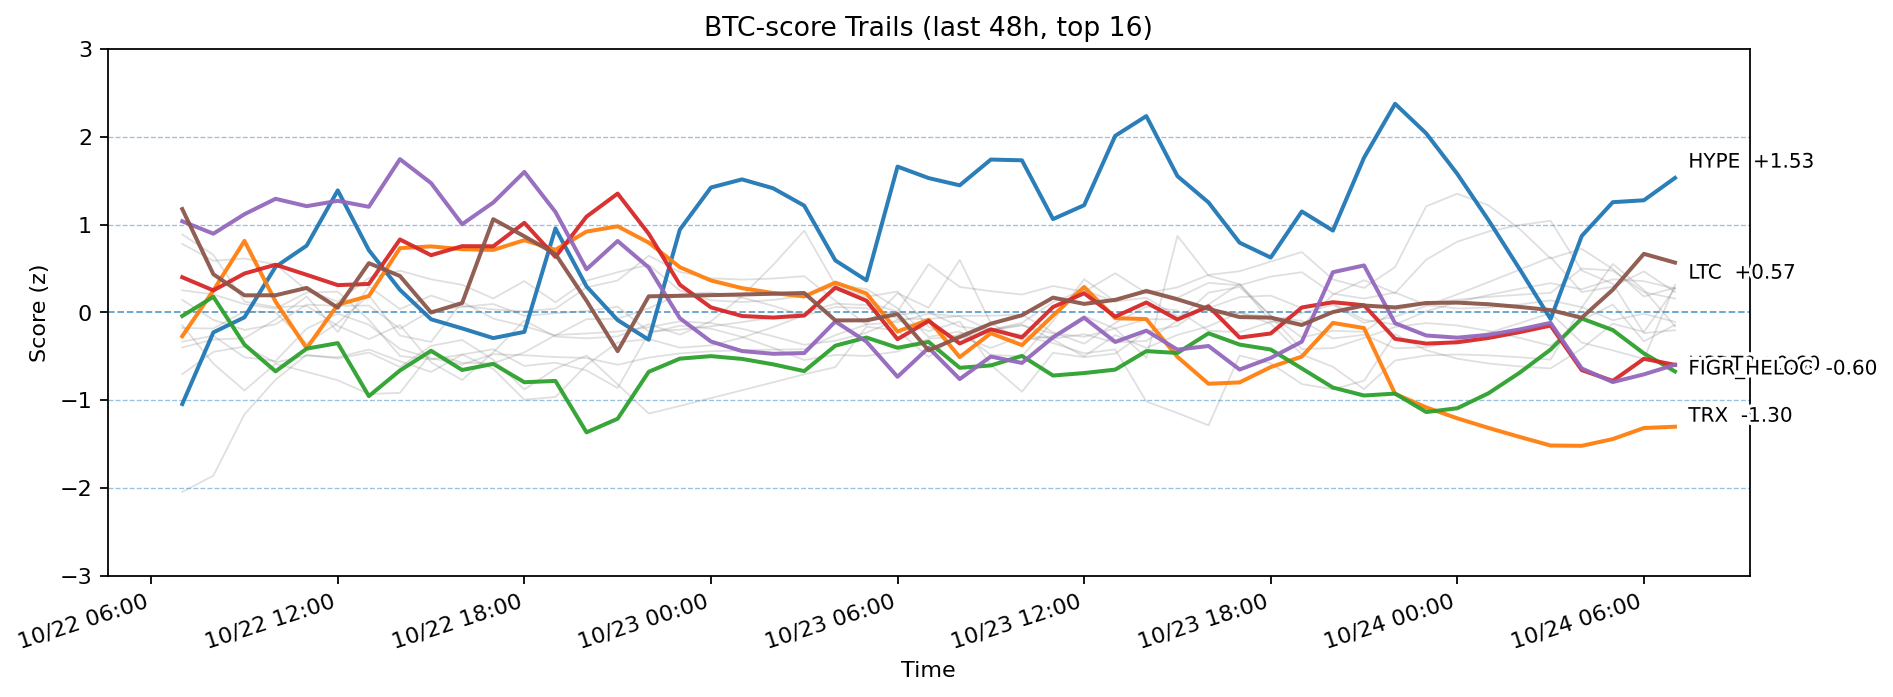 BTC-score Trails (last 48h, top 16)
Score (z)
3
2
1
0
−1
−2
−3
HYPE +1.53
LTC +0.57
FIGR_HELOC -0.60
TRX -1.30
10/22 06:00
10/22 12:00
10/22 18:00
10/23 00:00
10/23 06:00
10/23 12:00
10/23 18:00
10/24 00:00
10/24 06:00
Time